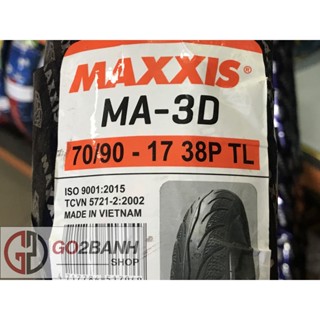 MAXXIS®
MA-3D
70/90 - 17 38P TL
ISO 9001:2015
TCVN 5721-2:2002
MADE IN VIETNAM
GO2BANH
- SHOP -